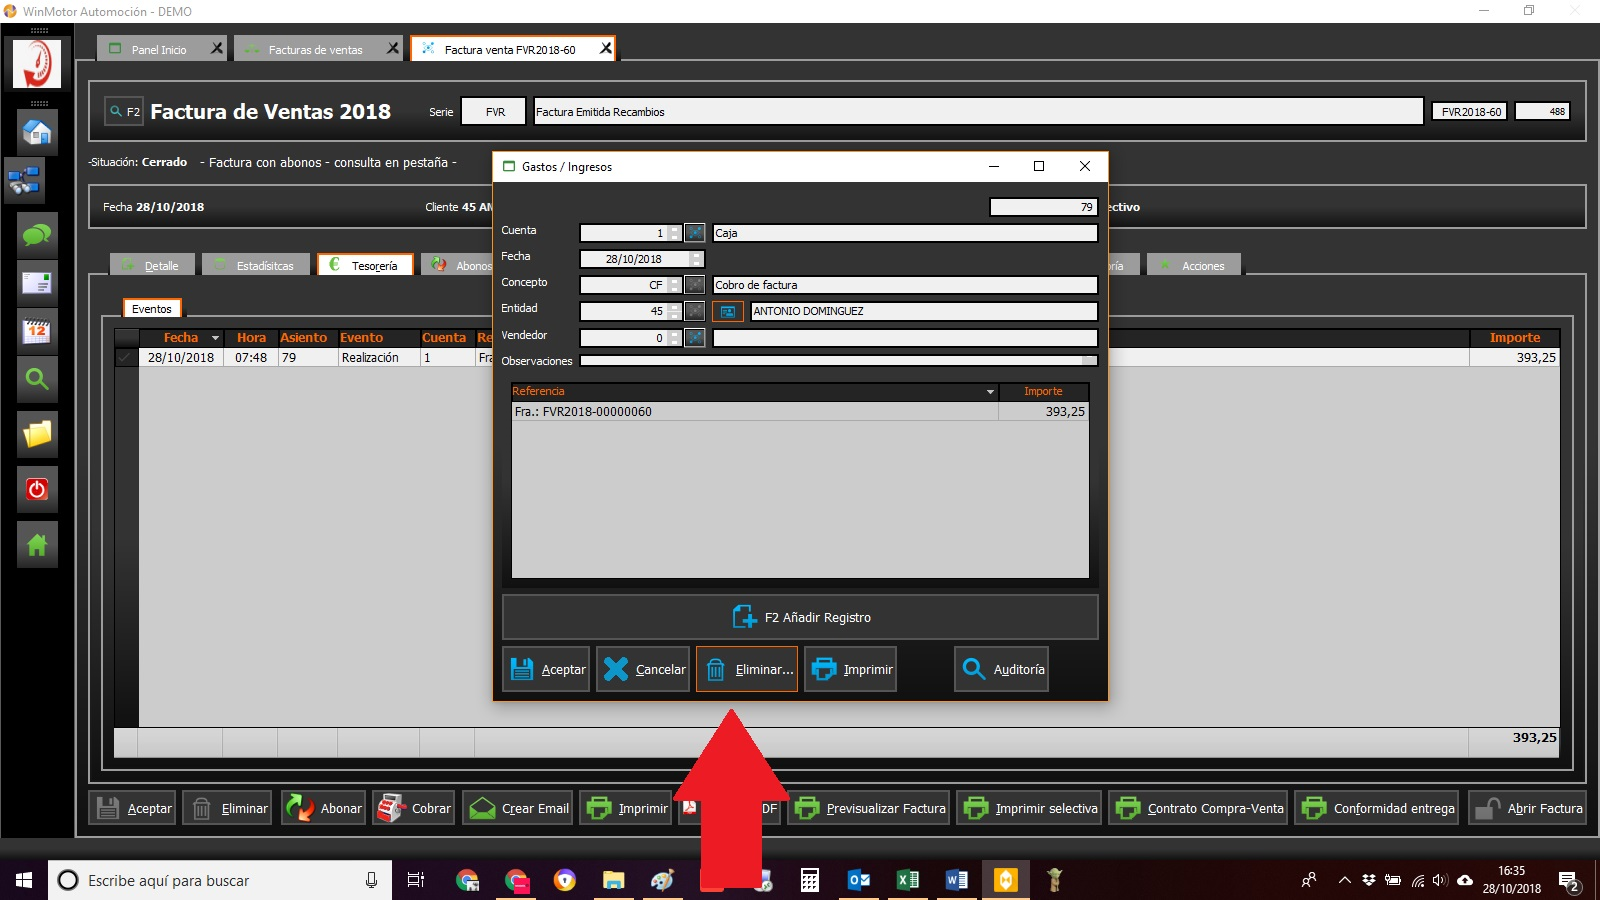 WinMotor Automoción - DEMO
Panel Inicio
Facturas de ventas
Factura venta FVR2018-60
F2
Factura de Ventas 2018
Serie
FVR
Factura Emitida Recambios
FVR2018-60
488
-Situación: Cerrado - Factura con abonos - consulta en pestaña -
Fecha 28/10/2018
Cliente 45 AN
ectivo
Detalle
Estadísitcas
Tesorería
Abonos
ría
Acciones
Eventos
Fecha Hora Asiento Evento Cuenta Re
Importe
28/10/2018 07:48 79 Realización 1 Fra
393,25
393,25
Gastos / Ingresos
79
Cuenta 1 Caja
Fecha 28/10/2018
Concepto CF Cobro de factura
Entidad 45 ANTONIO DOMINGUEZ
Vendedor 0
Observaciones
Referencia Importe
Fra.: FVR2018-00000060 393,25
F2 Añadir Registro
Aceptar
Cancelar
Eliminar...
Imprimir
Auditoría
Aceptar
Eliminar
Abonar
Cobrar
Crear Email
Imprimir
DF
Previsualizar Factura
Imprimir selectiva
Contrato Compra-Venta
Conformidad entrega
Abrir Factura
12
Escribe aquí para buscar
16:35
28/10/2018
2